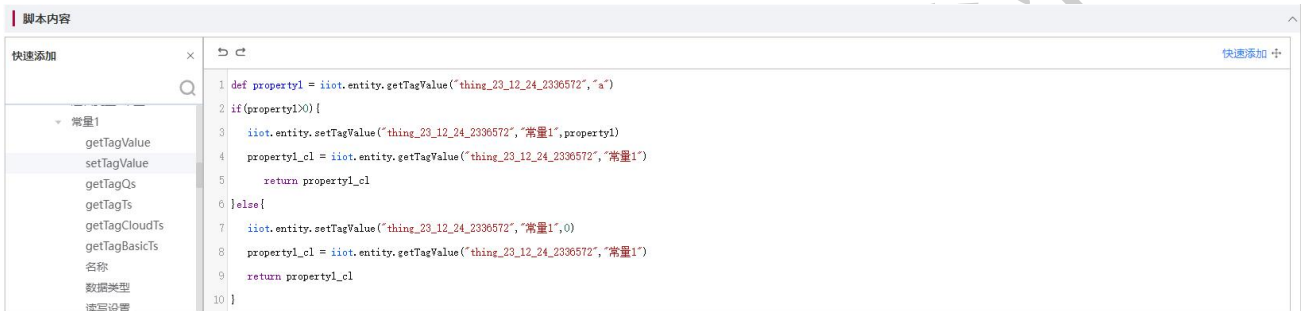 脚本内容
快速添加 ×
常量1
getTagValue
setTagValue
getTagQs
getTagTs
getTagCloudTs
getTagBasicTs
名称
数据类型
读写设置
快速添加
1 def property1 = iiot.entity.getTagValue("thing_23_12_24_2336572","a")
2 if(property1>0){
3 iiot.entity.setTagValue("thing_23_12_24_2336572","常量1",property1)
4 property1_cl = iiot.entity.getTagValue("thing_23_12_24_2336572","常量1")
5 return property1_cl
6 }else{
7 iiot.entity.setTagValue("thing_23_12_24_2336572","常量1",0)
8 property1_cl = iiot.entity.getTagValue("thing_23_12_24_2336572","常量1")
9 return property1_cl
10 }